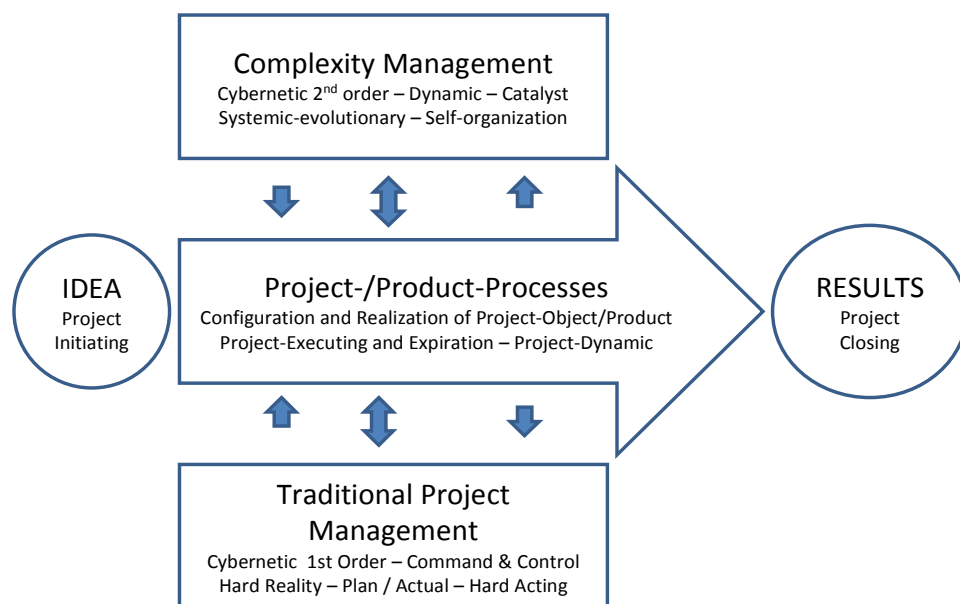 Complexity Management
Cybernetic 2nd order – Dynamic – Catalyst
Systemic-evolutionary – Self-organization
IDEA
Project
Initiating
Project-/Product-Processes
Configuration and Realization of Project-Object/Product
Project-Executing and Expiration – Project-Dynamic
RESULTS
Project
Closing
Traditional Project
Management
Cybernetic 1st Order – Command & Control
Hard Reality – Plan / Actual – Hard Acting